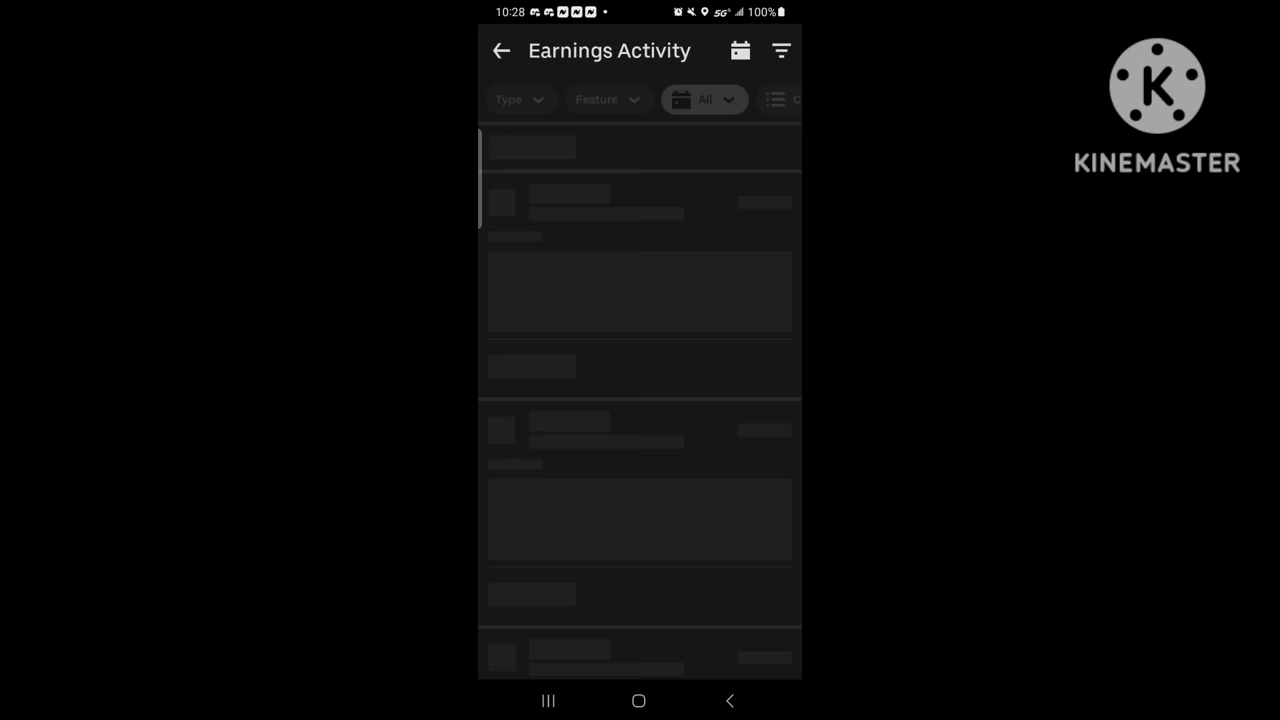 10:28 5G 100%
Earnings Activity
Type Feature All C
K
KINEMASTER